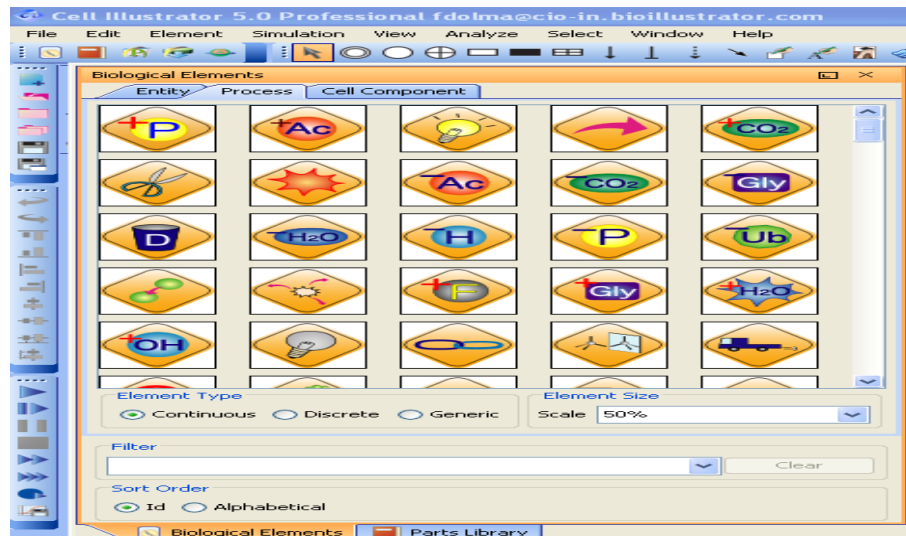 Cell Illustrator 5.0 Professional fdolma@cio-in.bioillustrator.com
File Edit Element Simulation View Analyze Select Window Help
Biological Elements
Entity Process Cell Component
+P +Ac +CO2
-Ac -CO2 -Gly
D -H2O -H -P -Ub
+F +Gly +H2O
+OH
Element Type Element Size
Continuous Discrete Generic Scale 50%
Filter
Clear
Sort Order
Id Alphabetical
Biological Elements Parts Library